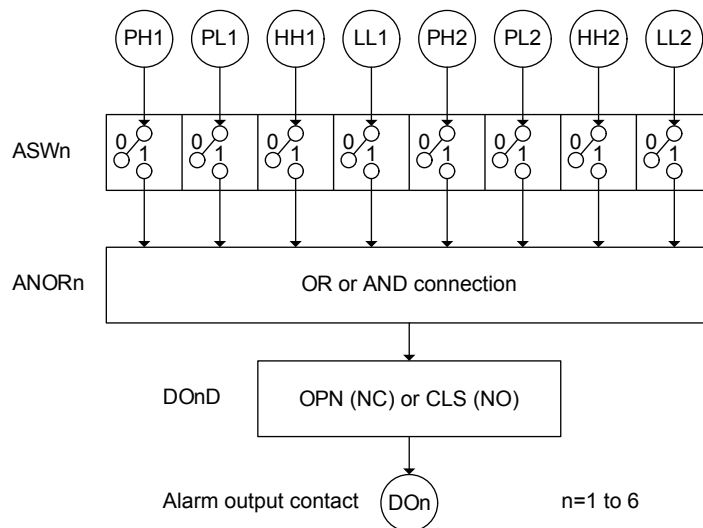 PH1 PL1 HH1 LL1 PH2 PL2 HH2 LL2
ASWn
0 0 0 0 0 0 0 0
1 1 1 1 1 1 1 1
ANORn OR or AND connection
DOnD OPN (NC) or CLS (NO)
Alarm output contact DOn n=1 to 6